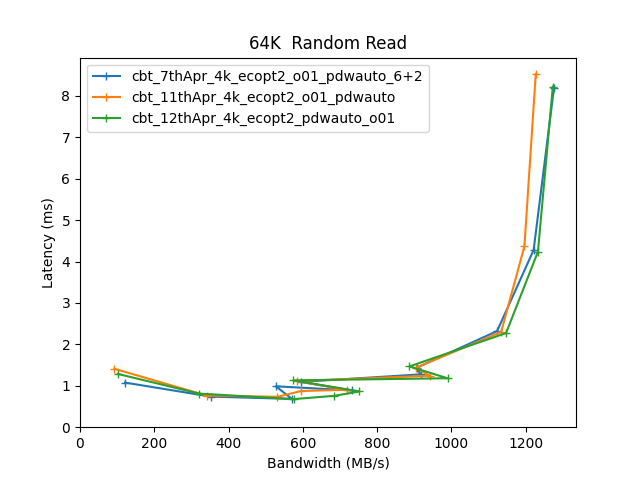 64K  Random Read
cbt_7thApr_4k_ecopt2_o01_pdwauto_6+2
cbt_11thApr_4k_ecopt2_o01_pdwauto
cbt_12thApr_4k_ecopt2_pdwauto_o01
Latency (ms)
8
7
6
5
4
3
2
1
0
0 200 400 600 800 1000 1200
Bandwidth (MB/s)